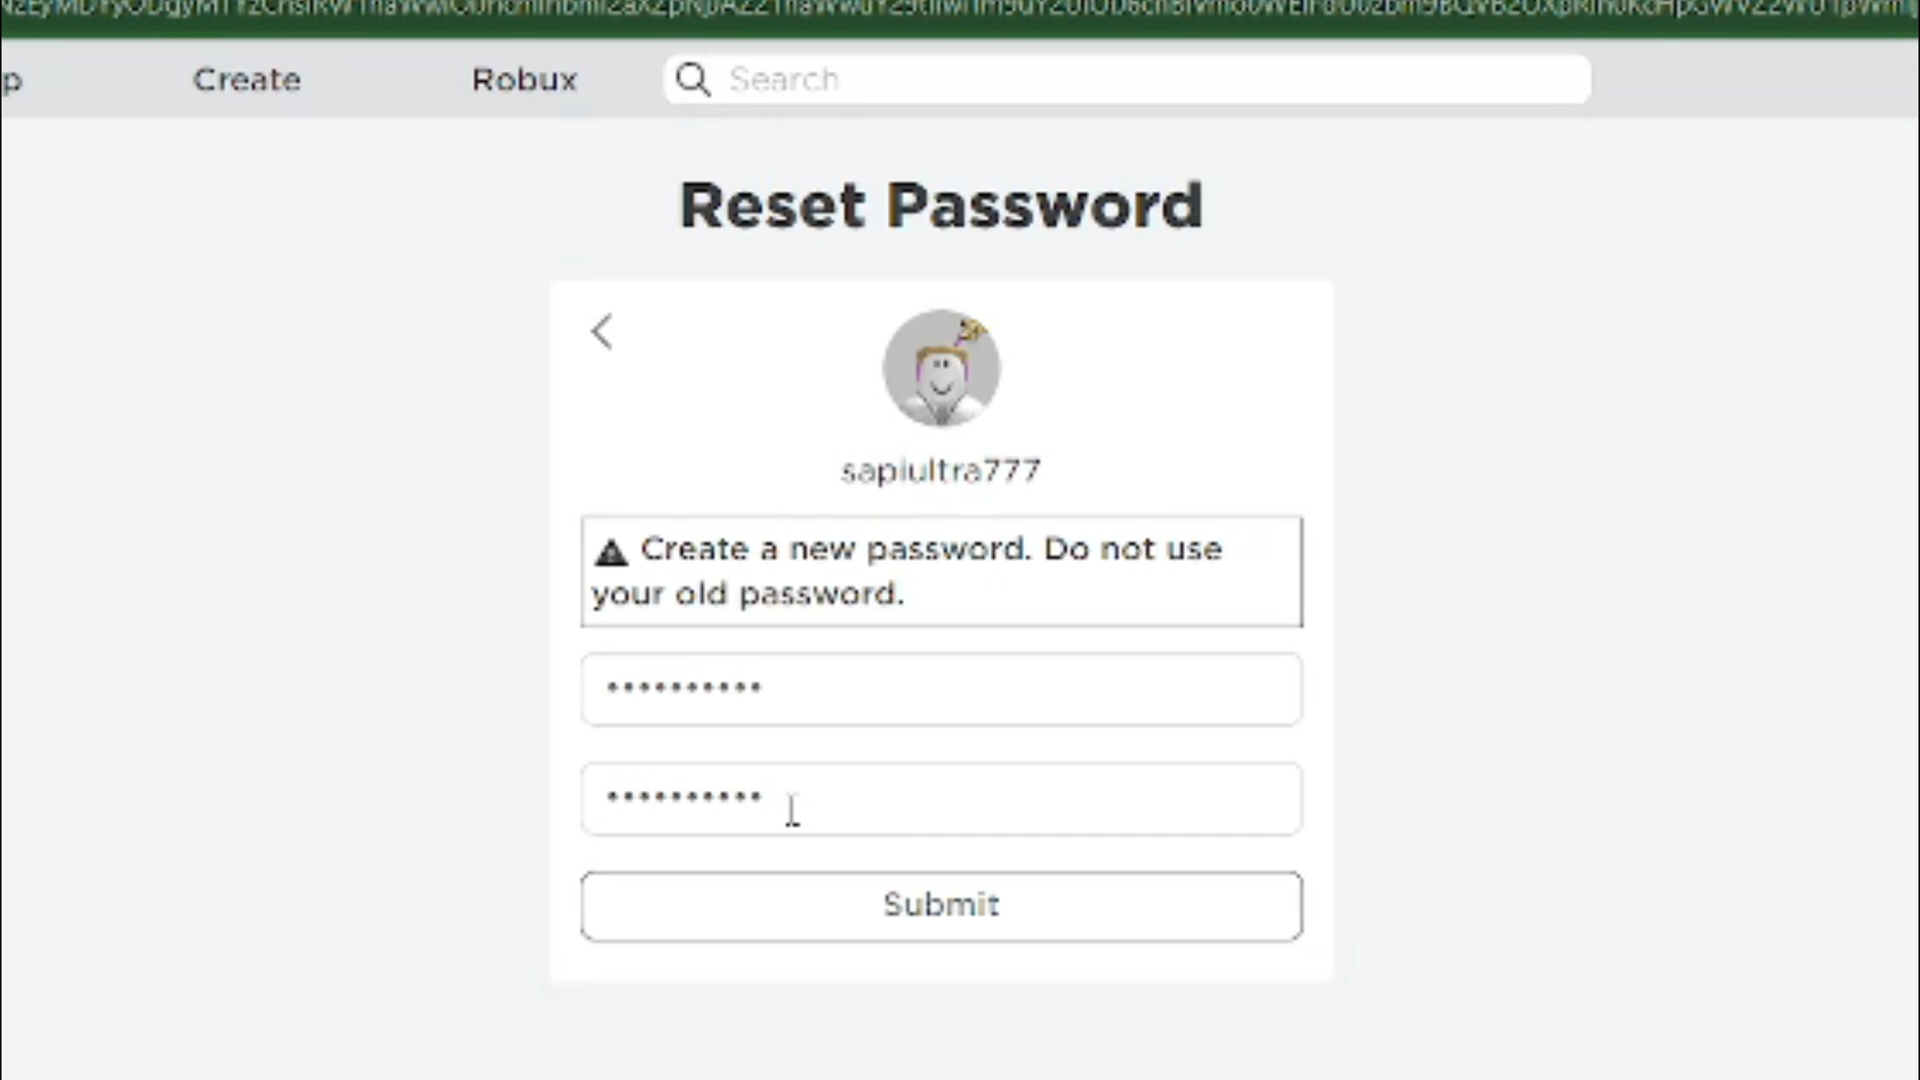 p Create Robux Search
Reset Password
sapiultra777
Create a new password. Do not use
your old password.
••••••••••
••••••••••
Submit